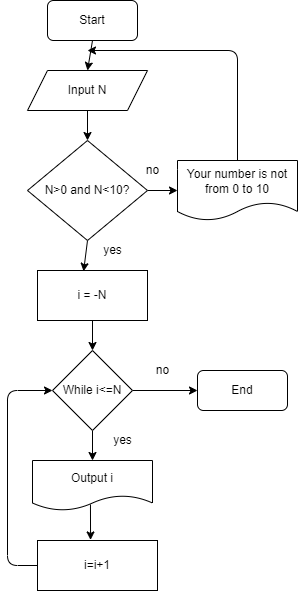 Start
Input N
N>0 and N<10?
no
Your number is not
from 0 to 10
yes
i = -N
While i<=N
no
End
yes
Output i
i=i+1